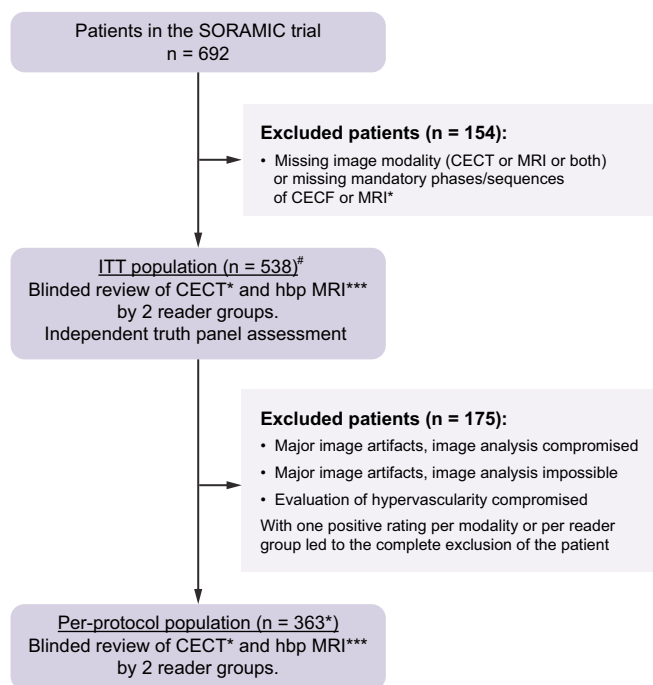 Patients in the SORAMIC trial
n = 692
Excluded patients (n = 154):
• Missing image modality (CECT or MRI or both)
or missing mandatory phases/sequences
of CECF or MRI*
ITT population (n = 538)#
Blinded review of CECT* and hbp MRI***
by 2 reader groups.
Independent truth panel assessment
Excluded patients (n = 175):
• Major image artifacts, image analysis compromised
• Major image artifacts, image analysis impossible
• Evaluation of hypervascularity compromised
With one positive rating per modality or per reader
group led to the complete exclusion of the patient
Per-protocol population (n = 363*)
Blinded review of CECT* and hbp MRI***
by 2 reader groups.